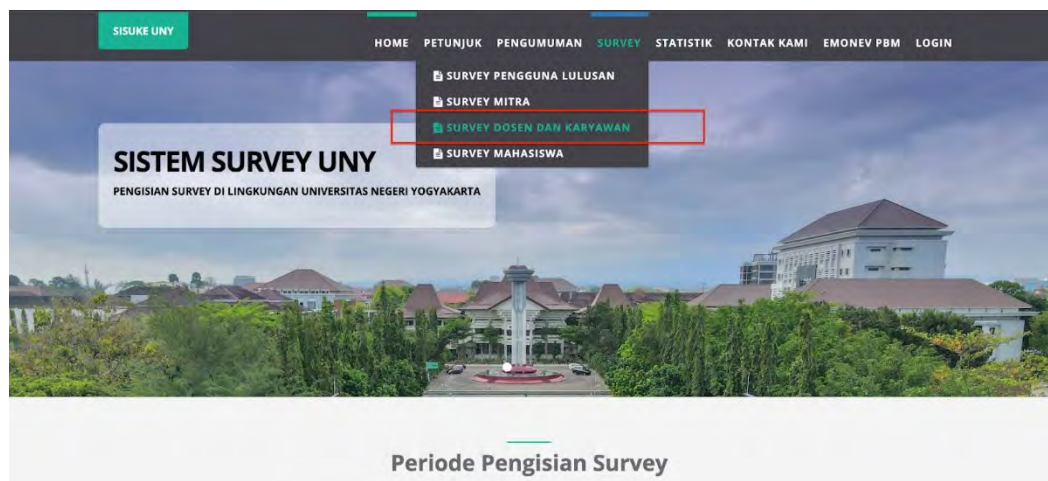 SISUKE UNY
HOME PETUNJUK PENGUMUMAN SURVEY STATISTIK KONTAK KAMI EMONEV PBM LOGIN
SURVEY PENGGUNA LULUSAN
SURVEY MITRA
SURVEY DOSEN DAN KARYAWAN
SURVEY MAHASISWA
SISTEM SURVEY UNY
PENGISIAN SURVEY DI LINGKUNGAN UNIVERSITAS NEGERI YOGYAKARTA
Periode Pengisian Survey